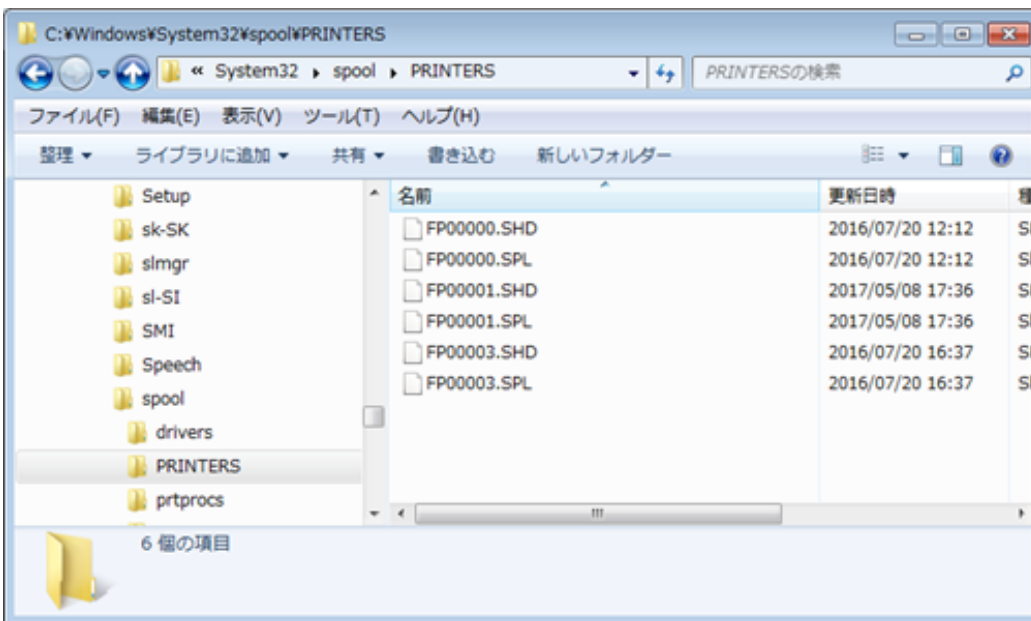 C:¥Windows¥System32¥spool¥PRINTERS
« System32 ▸ spool ▸ PRINTERS PRINTERSの検索
ファイル(F) 編集(E) 表示(V) ツール(T) ヘルプ(H)
整理 ▼ ライブラリに追加 ▼ 共有 ▼ 書き込む 新しいフォルダー
Setup
sk-SK
slmgr
sl-SI
SMI
Speech
spool
drivers
PRINTERS
prtprocs
名前 更新日時
FP00000.SHD 2016/07/20 12:12
FP00000.SPL 2016/07/20 12:12
FP00001.SHD 2017/05/08 17:36
FP00001.SPL 2017/05/08 17:36
FP00003.SHD 2016/07/20 16:37
FP00003.SPL 2016/07/20 16:37
6 個の項目